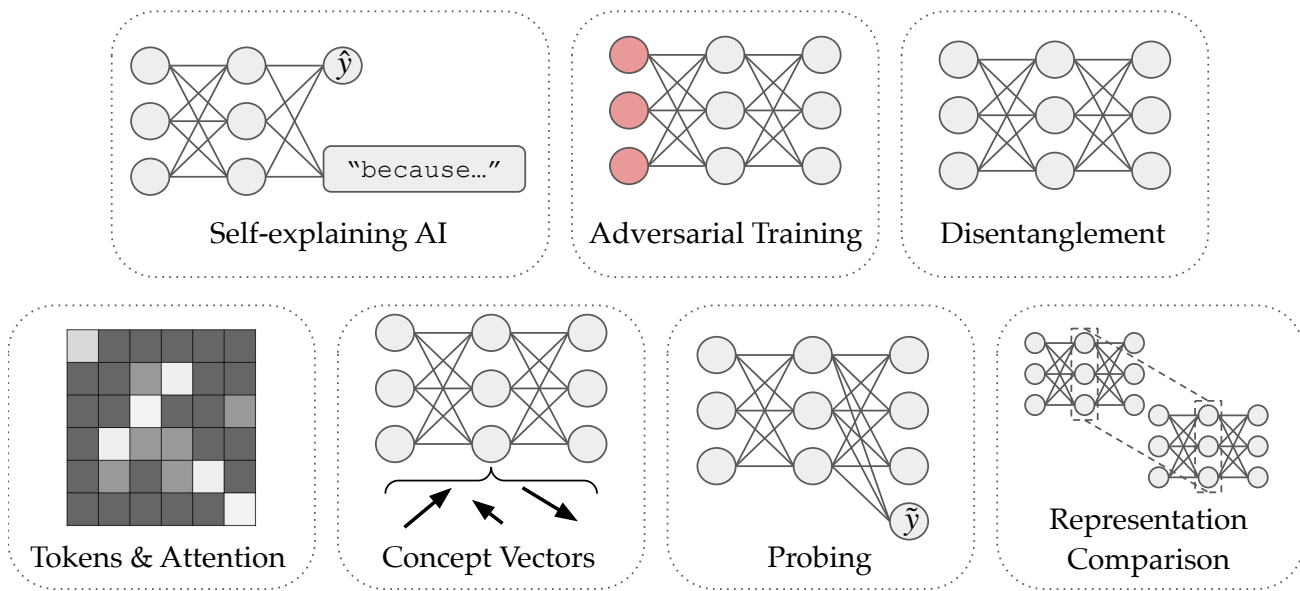 ŷ
“because…”
Self-explaining AI
Adversarial Training
Disentanglement
Tokens & Attention
Concept Vectors
ỹ
Probing
Representation
Comparison